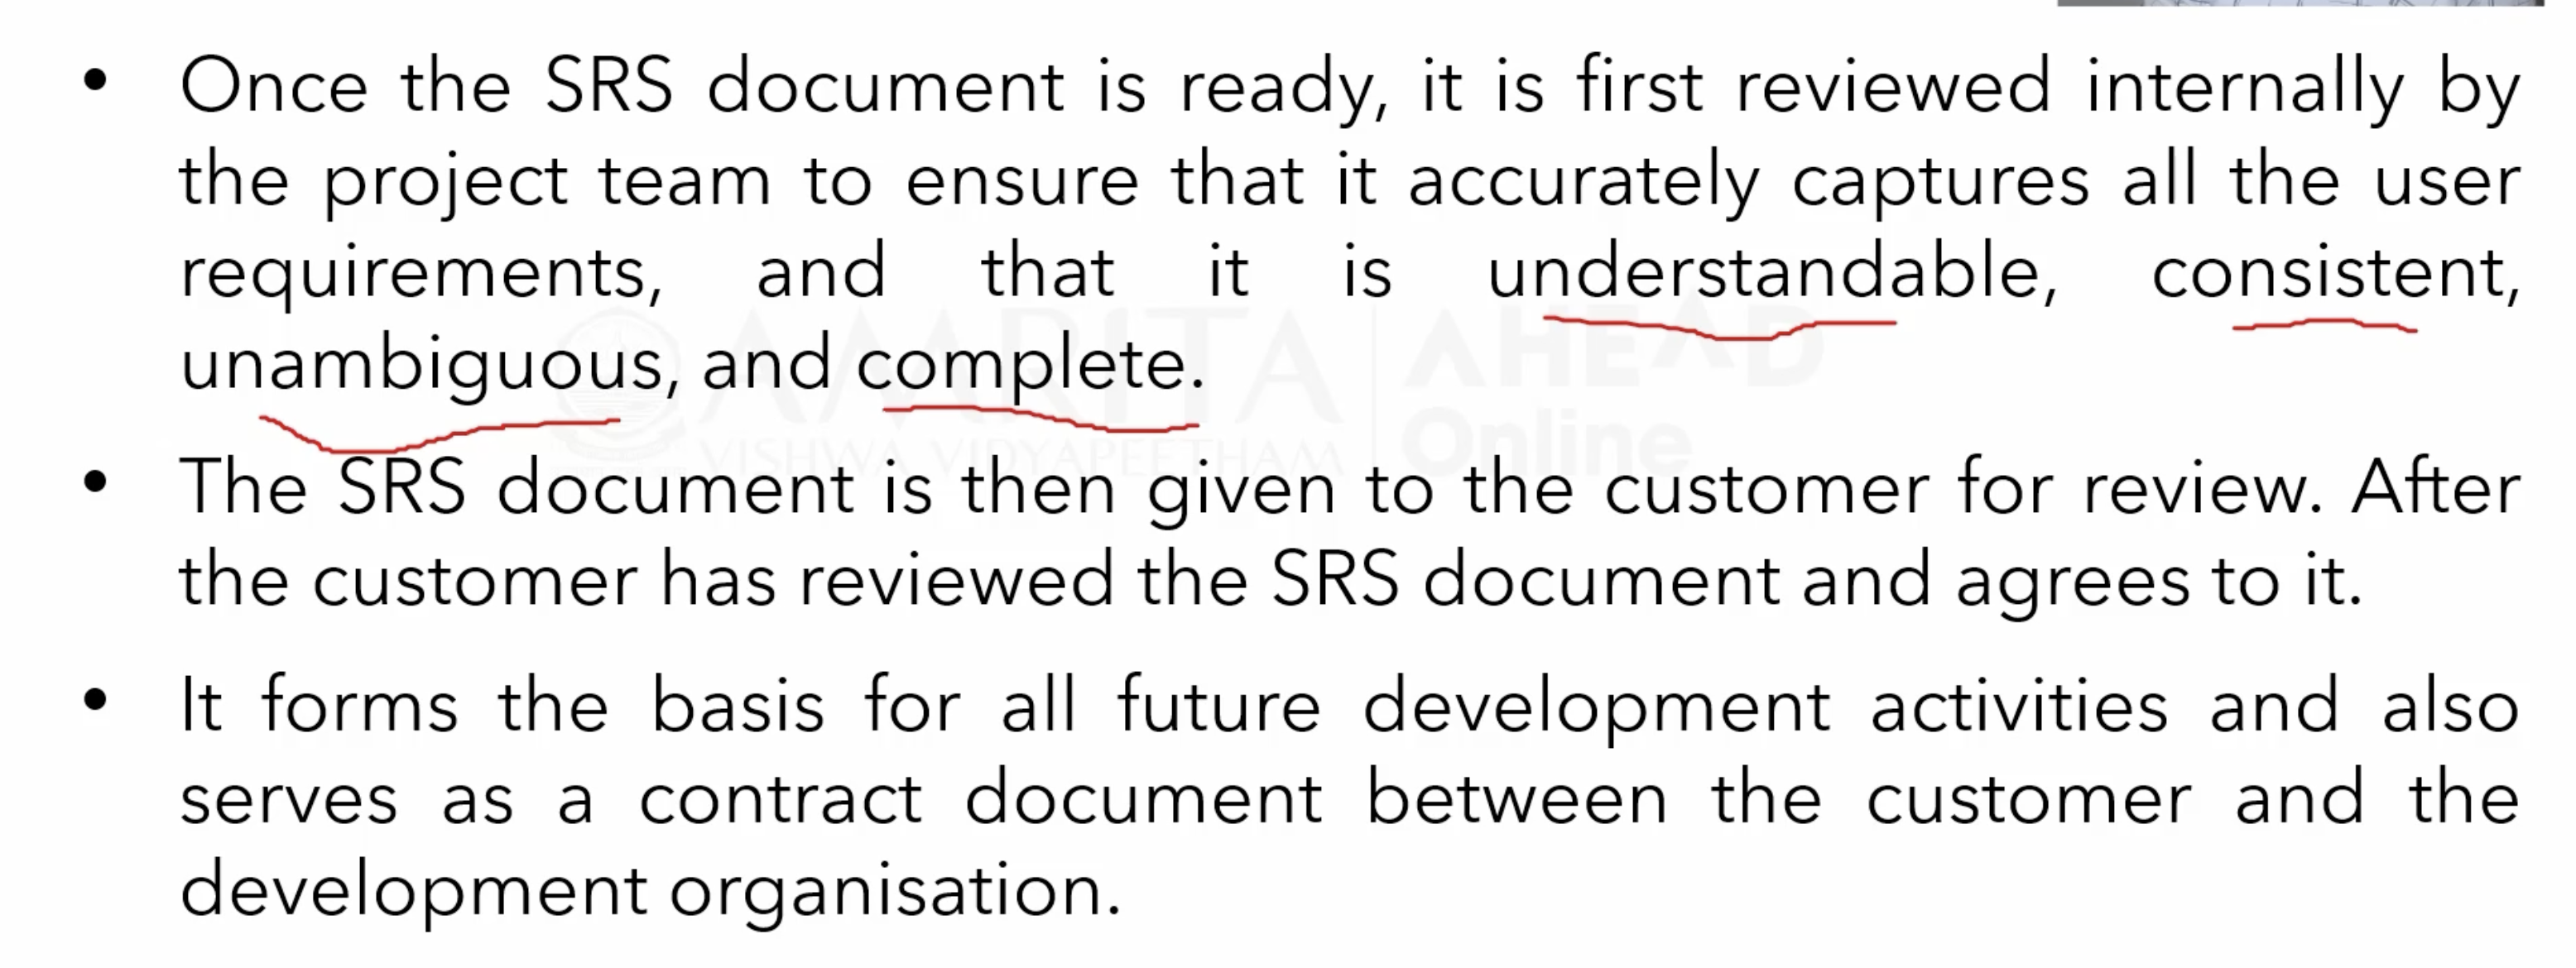 • Once the SRS document is ready, it is first reviewed internally by
the project team to ensure that it accurately captures all the user
requirements, and that it is understandable, consistent,
unambiguous, and complete.
AMRITA
VISHWA VIDYAPEETHAM
AHEAD
Online
• The SRS document is then given to the customer for review. After
the customer has reviewed the SRS document and agrees to it.
• It forms the basis for all future development activities and also
serves as a contract document between the customer and the
development organisation.